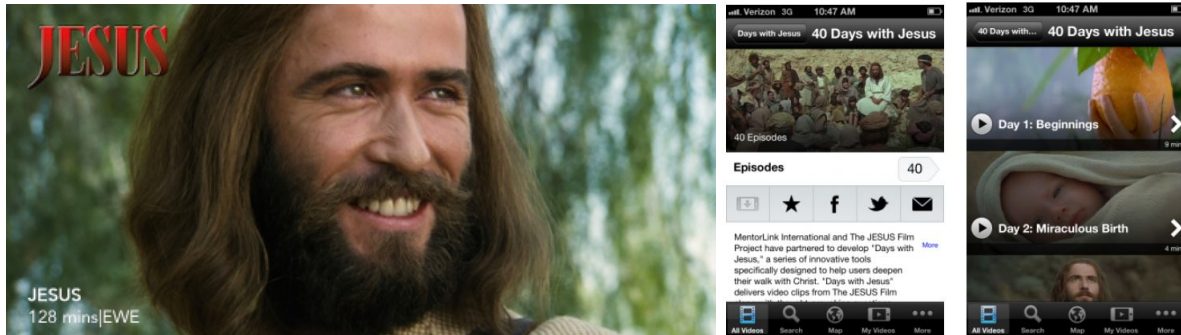 JESUS
JESUS
128 mins|EWE
Verizon 3G 10:47 AM
Days with Jesus 40 Days with Jesus
40 Episodes
Episodes 40
MentorLink International and The JESUS Film
Project have partnered to develop "Days with
Jesus," a series of innovative tools
specifically designed to help users deepen
their walk with Christ. "Days with Jesus"
delivers video clips from The JESUS Film
More
All Videos Search Map My Videos More
Verizon 3G 10:47 AM
40 Days with... 40 Days with Jesus
Day 1: Beginnings
9 min
Day 2: Miraculous Birth
4 min
All Videos Search Map My Videos More